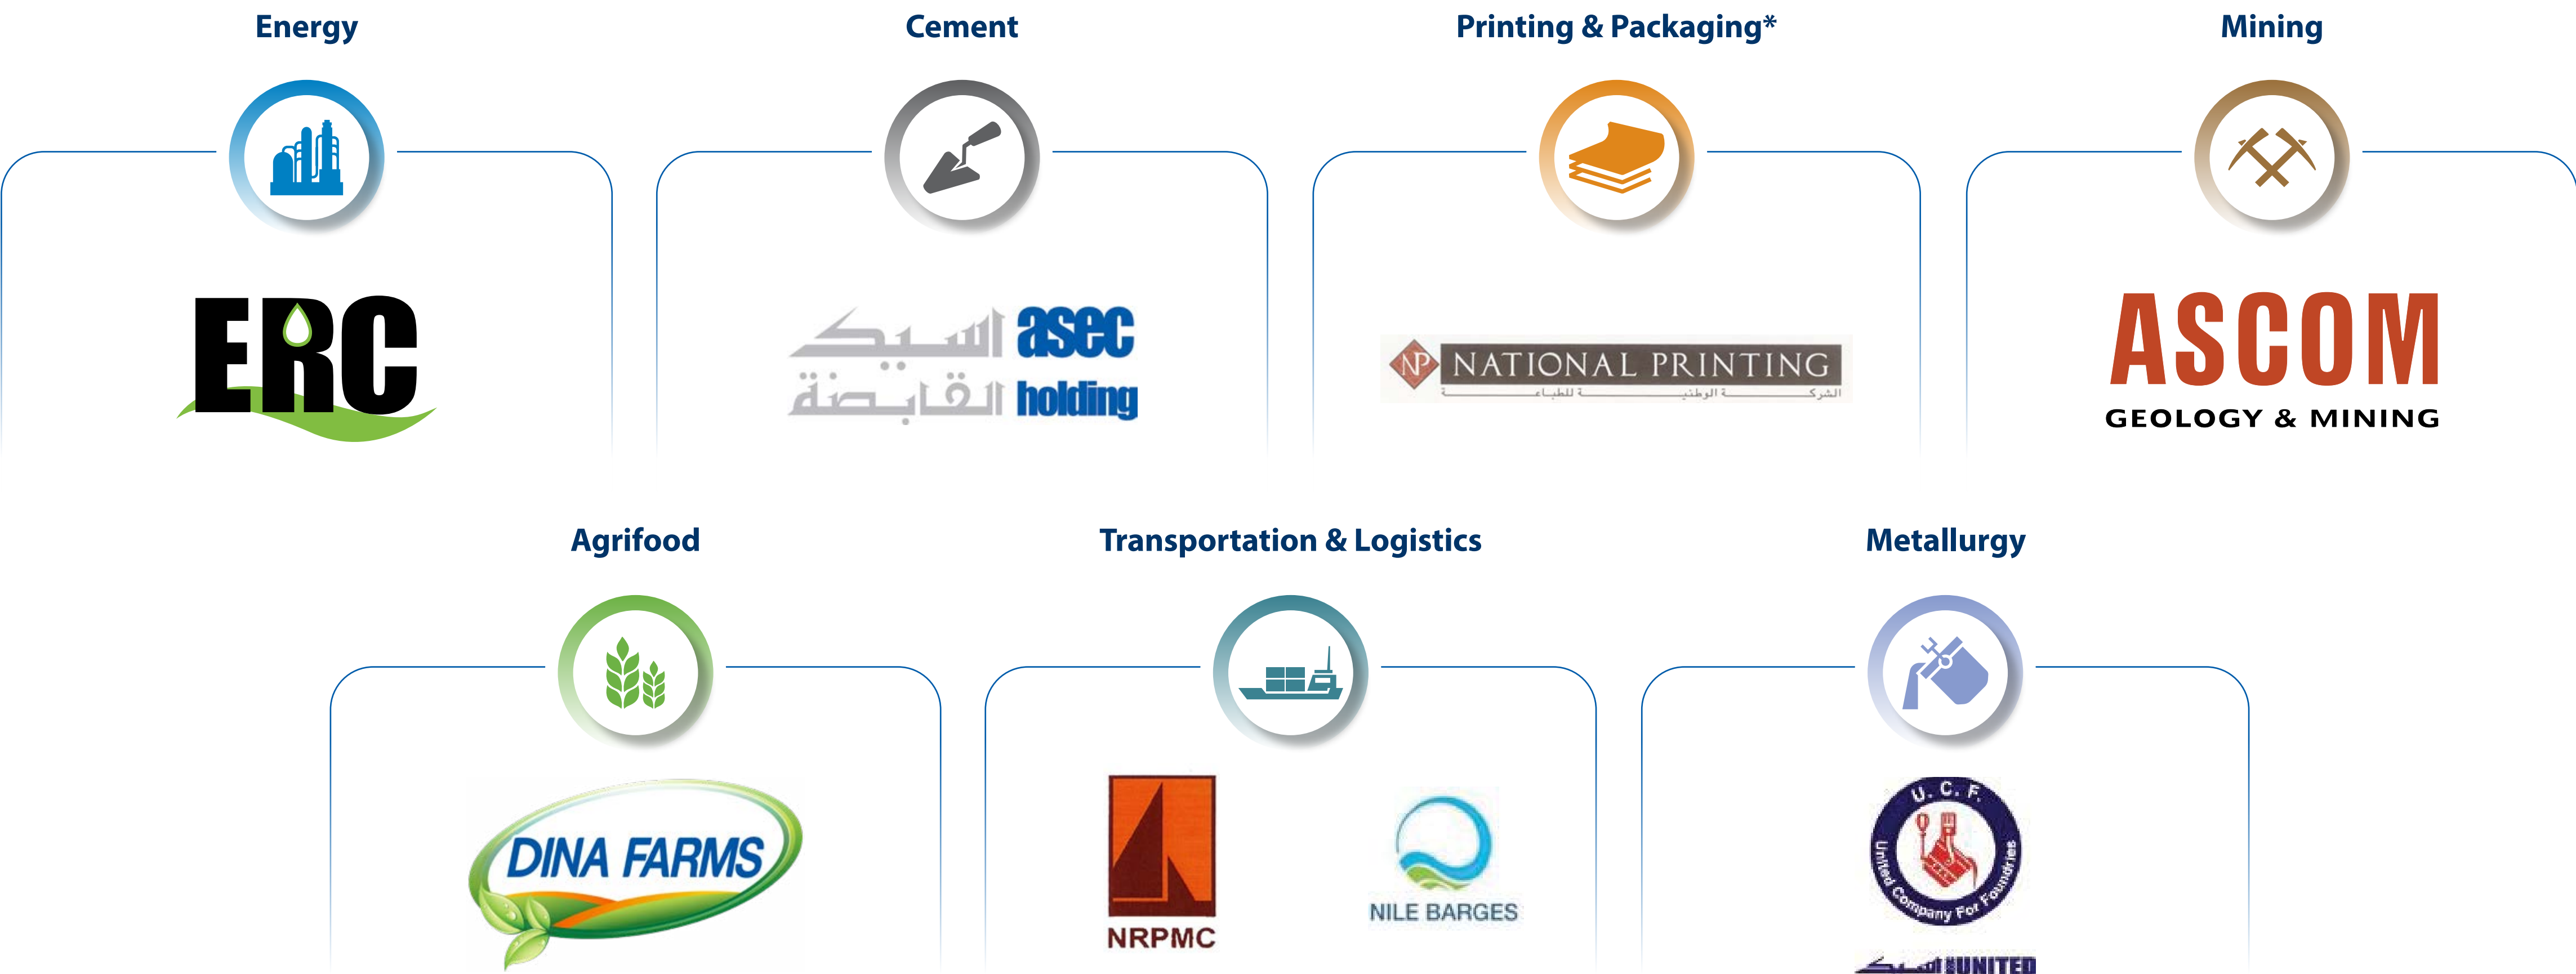 Energy
Cement
Printing & Packaging*
Mining
ERC
اسيك asec
القابضة holding
NP NATIONAL PRINTING
الشركة الوطنية للطباعة
ASCOM
GEOLOGY & MINING
Agrifood
Transportation & Logistics
Metallurgy
DINA FARMS
NRPMC
NILE BARGES
U. C. F.
United Company For Foundries
اسيك UNITED